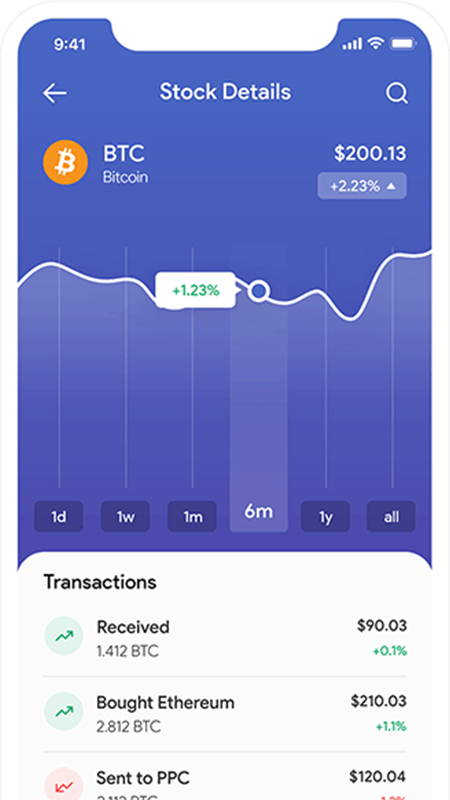 9:41
Stock Details
BTC
Bitcoin
$200.13
+2.23%
+1.23%
1d 1w 1m 6m 1y all
Transactions
Received
1.412 BTC
$90.03
+0.1%
Bought Ethereum
2.812 BTC
$210.03
+1.1%
Sent to PPC
$120.04